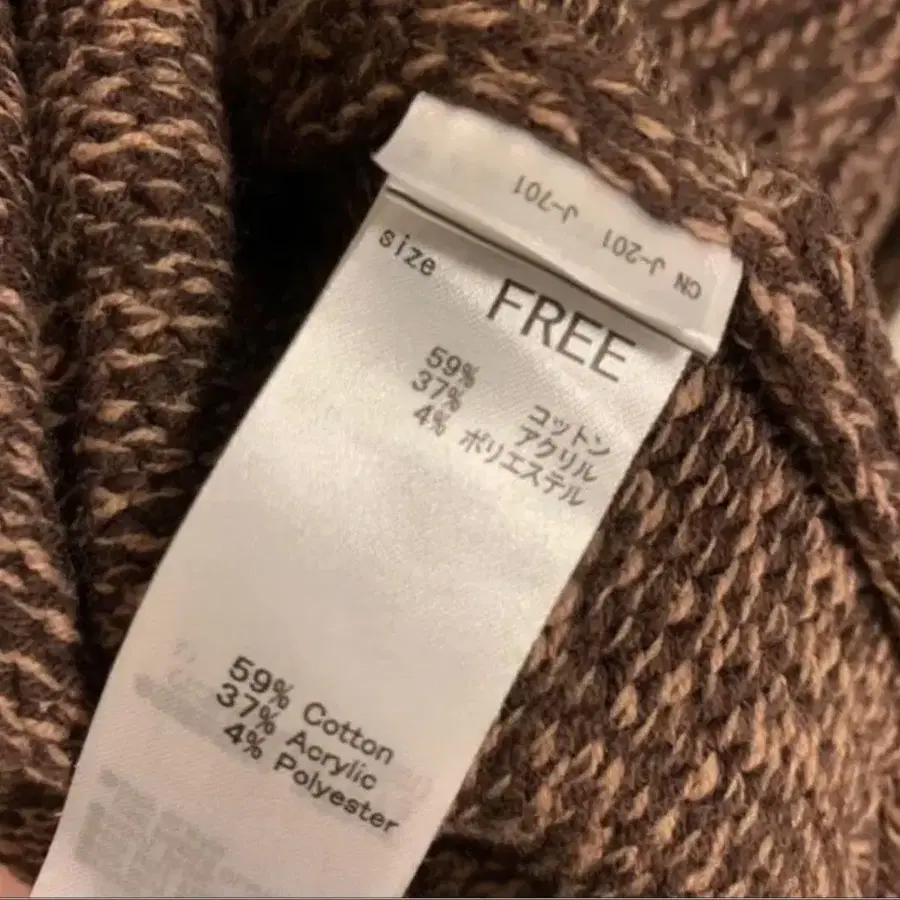 CN J-201 J-701
size
FREE
59% コットン
37% アクリル
4% ポリエステル
59% Cotton
37% Acrylic
4% Polyester